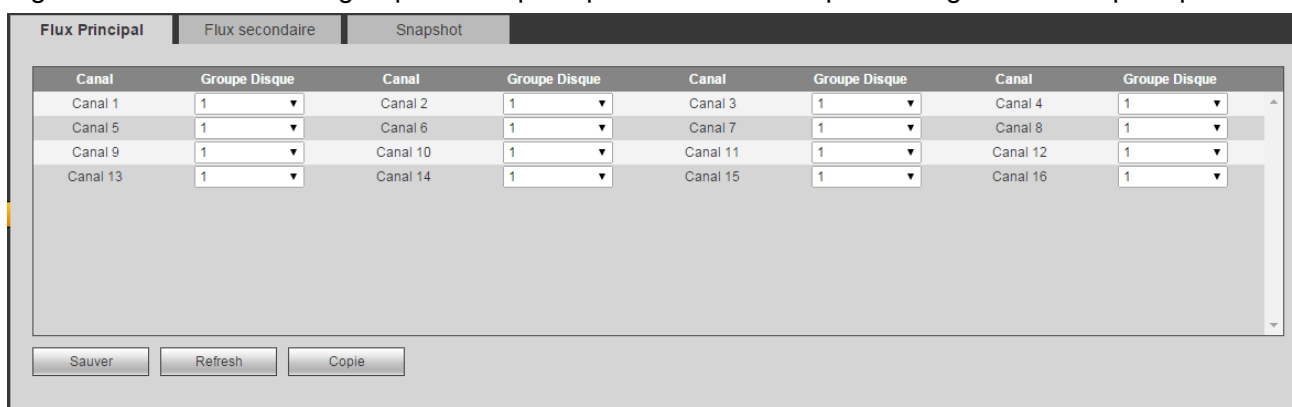 Flux Principal Flux secondaire Snapshot
Canal Groupe Disque Canal Groupe Disque Canal Groupe Disque Canal Groupe Disque
Canal 1 1 Canal 2 1 Canal 3 1 Canal 4 1
Canal 5 1 Canal 6 1 Canal 7 1 Canal 8 1
Canal 9 1 Canal 10 1 Canal 11 1 Canal 12 1
Canal 13 1 Canal 14 1 Canal 15 1 Canal 16 1
Sauver Refresh Copie